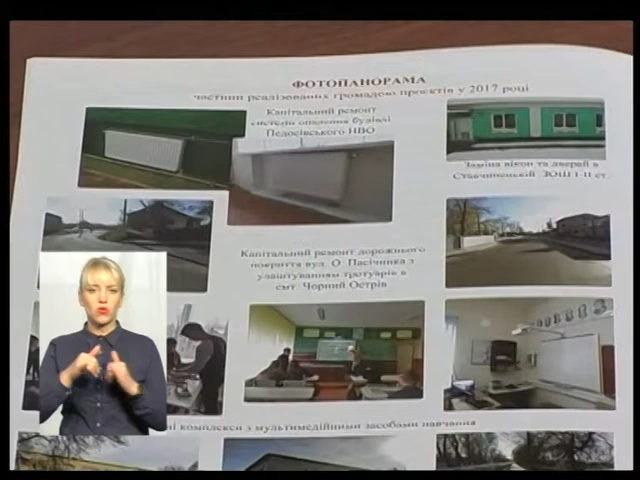 ФОТОПАНОРАМА
частини реалізованих громадою проектів у 2017 році
Капітальний ремонт
системи опалення будівлі
Педосівського НВО
Заміна вікон та дверей в
Ставчинецькій ЗОШ І-ІІ ст.
Капітальний ремонт дорожнього
покриття вул. О. Пасічника з
улаштуванням тротуарів в
смт. Чорний Острів
комплекси з мультимедійними засобами навчання